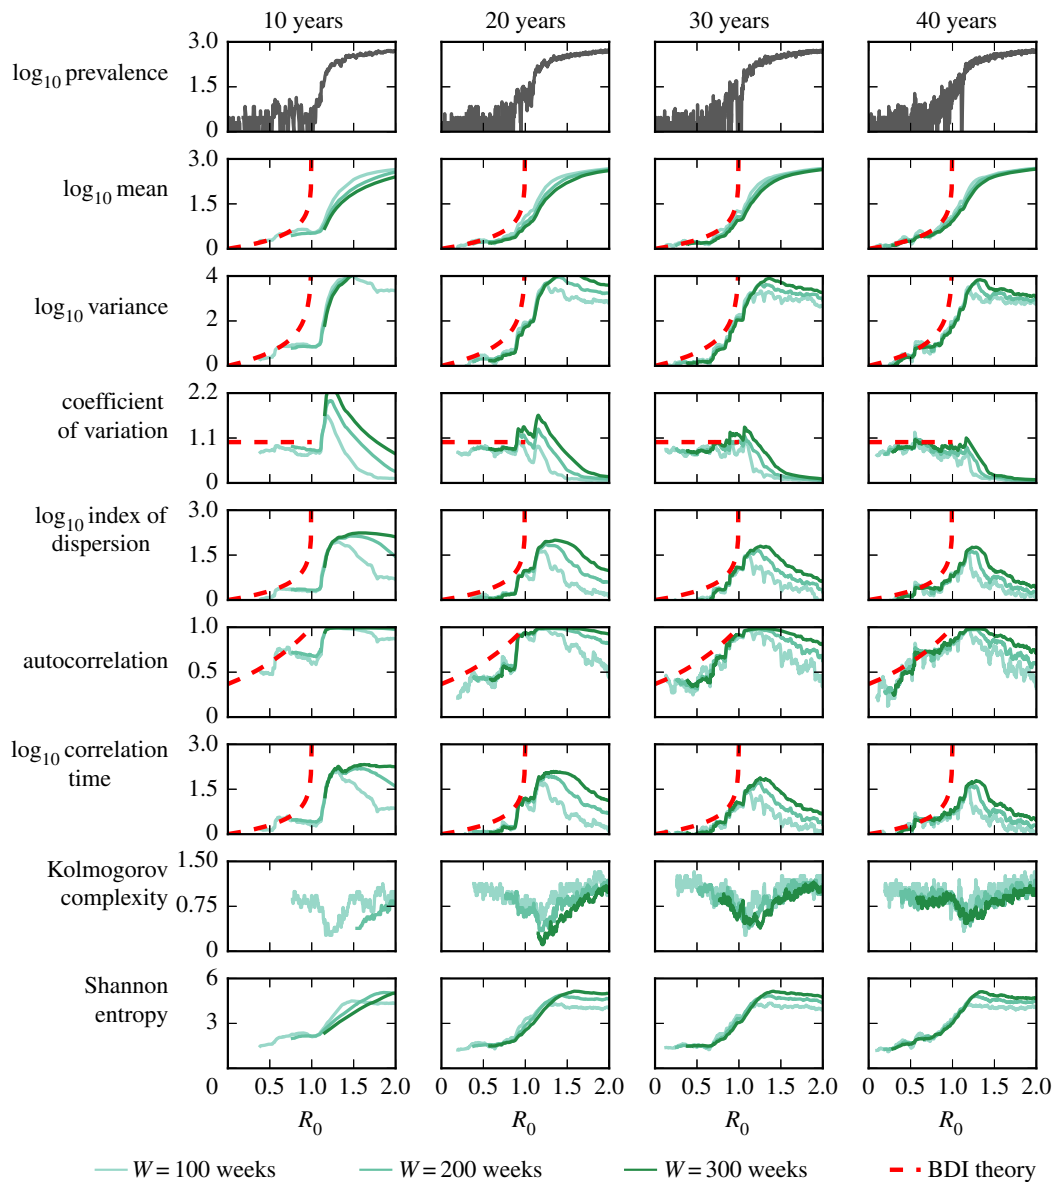 10 years 20 years 30 years 40 years
log10 prevalence
3.0
1.5
0
log10 mean
3.0
1.5
0
log10 variance
4
2
0
coefficient
of variation
2.2
1.1
0
log10 index of
dispersion
3.0
1.5
0
autocorrelation
1.0
0.5
0
log10 correlation
time
3.0
1.5
0
Kolmogorov
complexity
1.50
0.75
0
Shannon
entropy
6
3
0 0.5 1.0 1.5 2.0 0 0.5 1.0 1.5 2.0 0 0.5 1.0 1.5 2.0 0 0.5 1.0 1.5 2.0
R0 R0 R0 R0
W = 100 weeks W = 200 weeks W = 300 weeks BDI theory